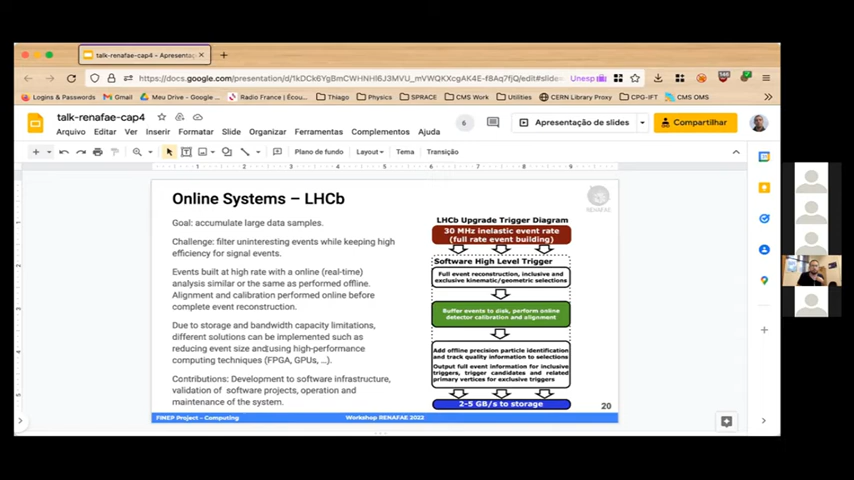 talk-renafae-cap4 – Apresentaç
https://docs.google.com/presentation/d/1kDCk6YgBmCWHNHl6J3MVU_mVWQKXcgAK4E-f8Aq7fjQ/edit#slide
Unesp
146
Logins & Passwords
Gmail
Meu Drive – Google ...
Radio France | Écou...
Thiago
Physics
SPRACE
CMS Work
Utilities
CERN Library Proxy
CPG-IFT
CMS OMS
talk-renafae-cap4
Arquivo Editar Ver Inserir Formatar Slide Organizar Ferramentas Complementos Ajuda
6
Apresentação de slides
Compartilhar
Plano de fundo
Layout
Tema
Transição
Online Systems – LHCb
RENAFAE
Goal: accumulate large data samples.
Challenge: filter uninteresting events while keeping high
efficiency for signal events.
Events built at high rate with a online (real-time)
analysis similar or the same as performed offline.
Alignment and calibration performed online before
complete event reconstruction.
Due to storage and bandwidth capacity limitations,
different solutions can be implemented such as
reducing event size and using high-performance
computing techniques (FPGA, GPUs, ...).
Contributions: Development to software infrastructure,
validation of software projects, operation and
maintenance of the system.
LHCb Upgrade Trigger Diagram
30 MHz inelastic event rate
(full rate event building)
Software High Level Trigger
Full event reconstruction, inclusive and
exclusive kinematic/geometric selections
Buffer events to disk, perform online
detector calibration and alignment
Add offline precision particle identification
and track quality information to selections
Output full event information for inclusive
triggers, trigger candidates and related
primary vertices for exclusive triggers
2-5 GB/s to storage
20
FINEP Project – Computing
Workshop RENAFAE 2022